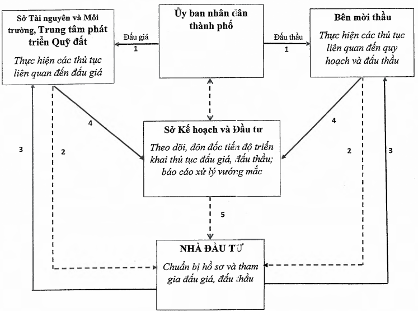 Sở Tài nguyên và Môi
trường, Trung tâm phát
triển Quỹ đất
Thực hiện các thủ tục
liên quan đến đấu giá
Đấu giá
1
Ủy ban nhân dân
thành phố
Đấu thầu
1
Bên mời thầu
Thực hiện các thủ tục
liên quan đến quy
hoạch và đấu thầu
3
2
4
Sở Kế hoạch và Đầu tư
Theo dõi, đôn đốc tiến độ triển
khai thủ tục đấu giá, đấu thầu;
báo cáo xử lý vướng mắc
4
2
3
5
NHÀ ĐẦU TƯ
Chuẩn bị hồ sơ và tham
gia đấu giá, đấu thầu